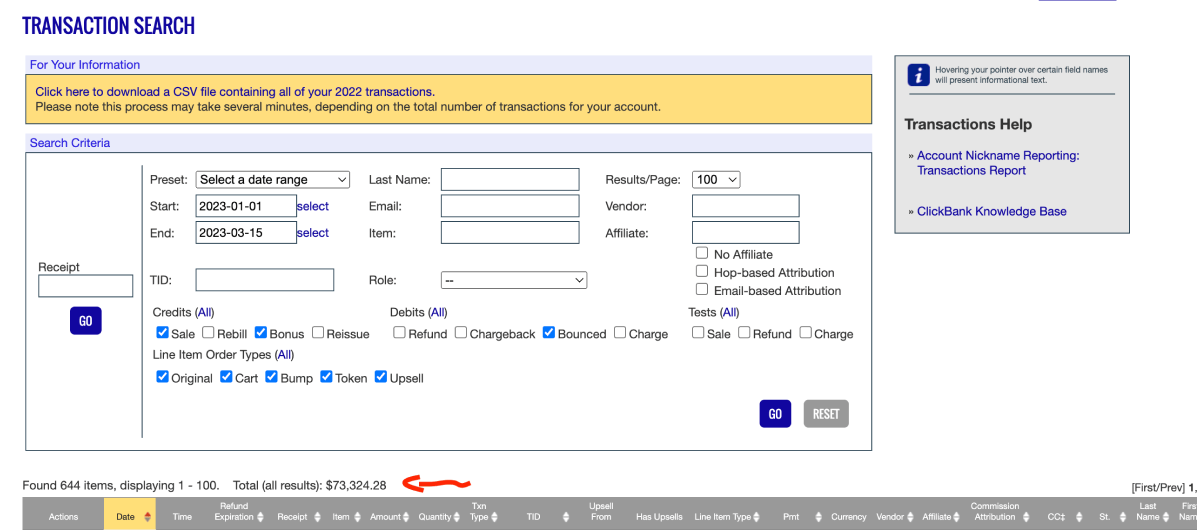 TRANSACTION SEARCH
For Your Information
Click here to download a CSV file containing all of your 2022 transactions.
Please note this process may take several minutes, depending on the total number of transactions for your account.
Hovering your pointer over certain field names
will present informational text.
Transactions Help
» Account Nickname Reporting:
Transactions Report
» ClickBank Knowledge Base
Search Criteria
Receipt
GO
Preset: Select a date range Last Name: Results/Page: 100
Start: 2023-01-01 select Email: Vendor:
End: 2023-03-15 select Item: Affiliate:
No Affiliate
Hop-based Attribution
Email-based Attribution
TID: Role: --
Credits (All) Debits (All) Tests (All)
Sale Rebill Bonus Reissue Refund Chargeback Bounced Charge Sale Refund Charge
Line Item Order Types (All)
Original Cart Bump Token Upsell
GO RESET
Found 644 items, displaying 1 - 100. Total (all results): $73,324.28
[First/Prev] 1,
Actions Date Time Refund Expiration Receipt Item Amount Quantity Txn Type TID Upsell From Has Upsells Line Item Type Pmt Currency Vendor Affiliate Commission Attribution CC‡ St. Last Name